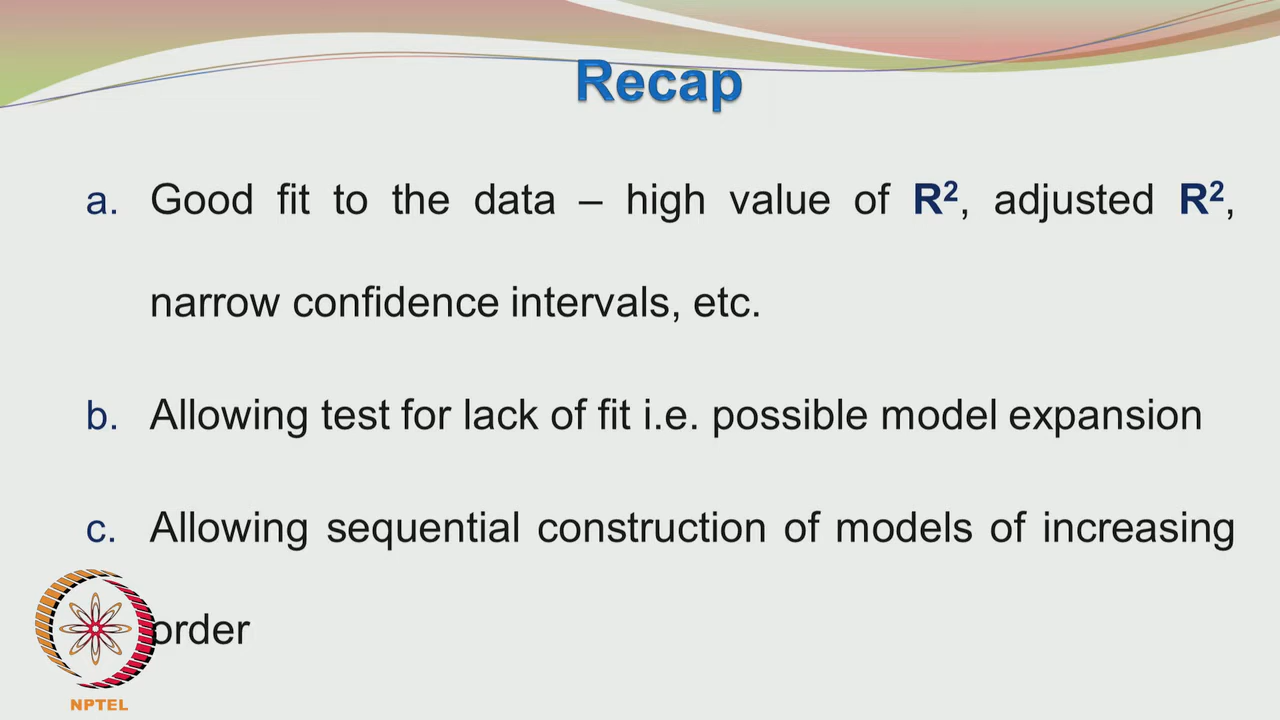 Recap
a. Good fit to the data – high value of R², adjusted R²,
narrow confidence intervals, etc.
b. Allowing test for lack of fit i.e. possible model expansion
c. Allowing sequential construction of models of increasing
order
NPTEL